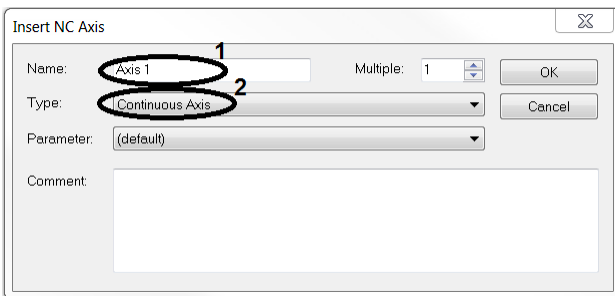 Insert NC Axis
1
Name: Axis 1 Multiple: 1 OK
2
Type: Continuous Axis Cancel
Parameter: (default)
Comment: